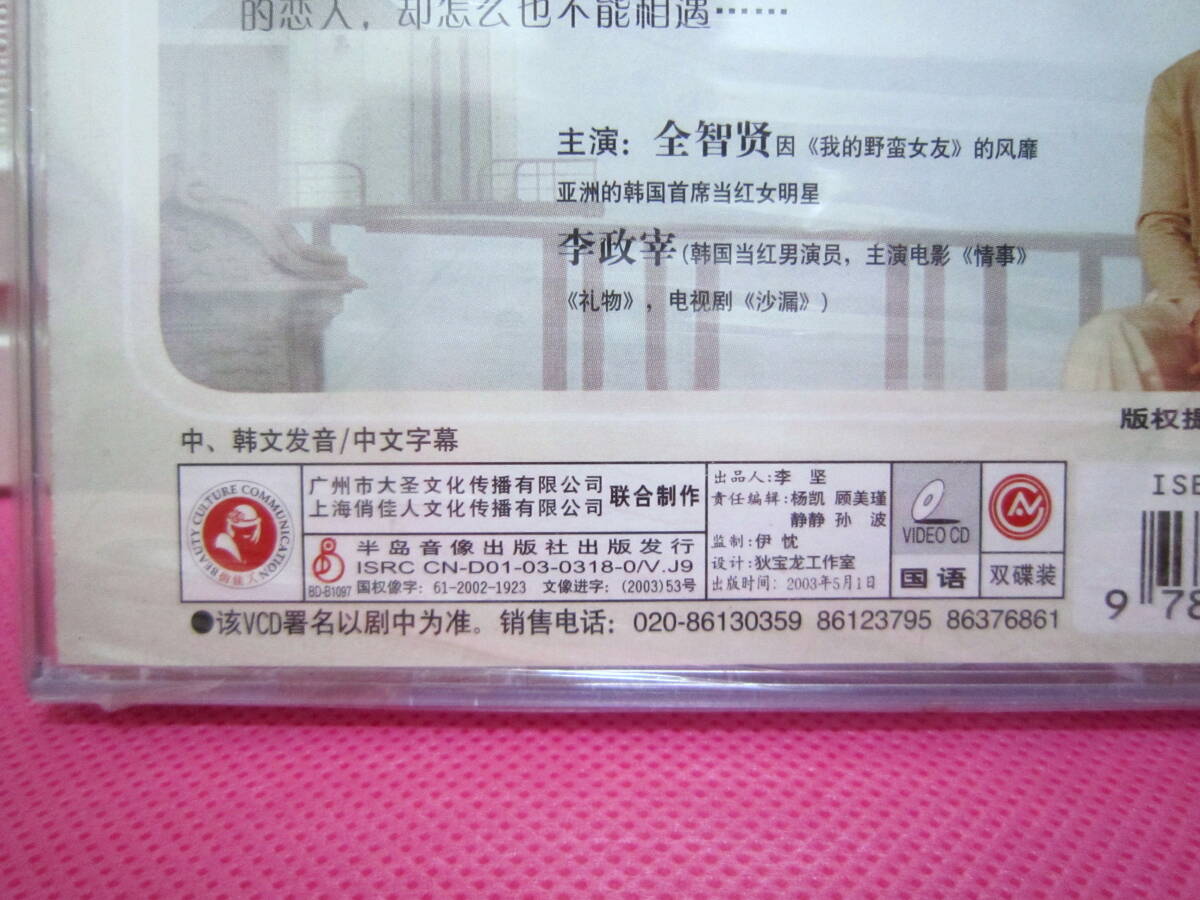 的恋人，却怎么也不能相遇……
主演：全智贤因《我的野蛮女友》的风靡
亚洲的韩国首席当红女明星
李政宰(韩国当红男演员，主演电影《情事》
《礼物》，电视剧《沙漏》)
版权提
中、韩文发音/中文字幕
BEAUTY CULTURE COMMUNICATION
俏佳人
广州市大圣文化传播有限公司
上海俏佳人文化传播有限公司
联合制作
BD-B1097
半岛音像出版社出版发行
ISRC CN-D01-03-0318-0/V.J9
国权像字：61-2002-1923 文像进字：(2003)53号
出品人：李 坚
责任编辑：杨凯 顾美瑾
静静 孙 波
监制：伊 忱
设计：狄宝龙工作室
出版时间：2003年5月1日
VIDEO CD
国语
双碟装
ISB
9 78
●该VCD署名以剧中为准。销售电话：020-86130359 86123795 86376861